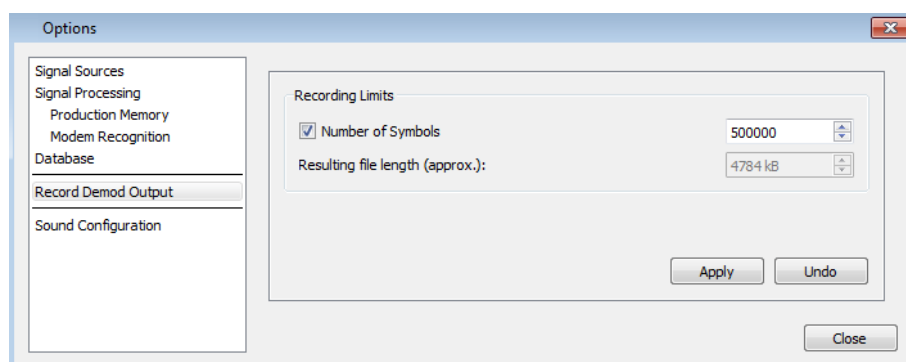 Options
Signal Sources
Signal Processing
Production Memory
Modem Recognition
Database
Record Demod Output
Sound Configuration
Recording Limits
Number of Symbols 500000
Resulting file length (approx.): 4784 kB
Apply Undo
Close